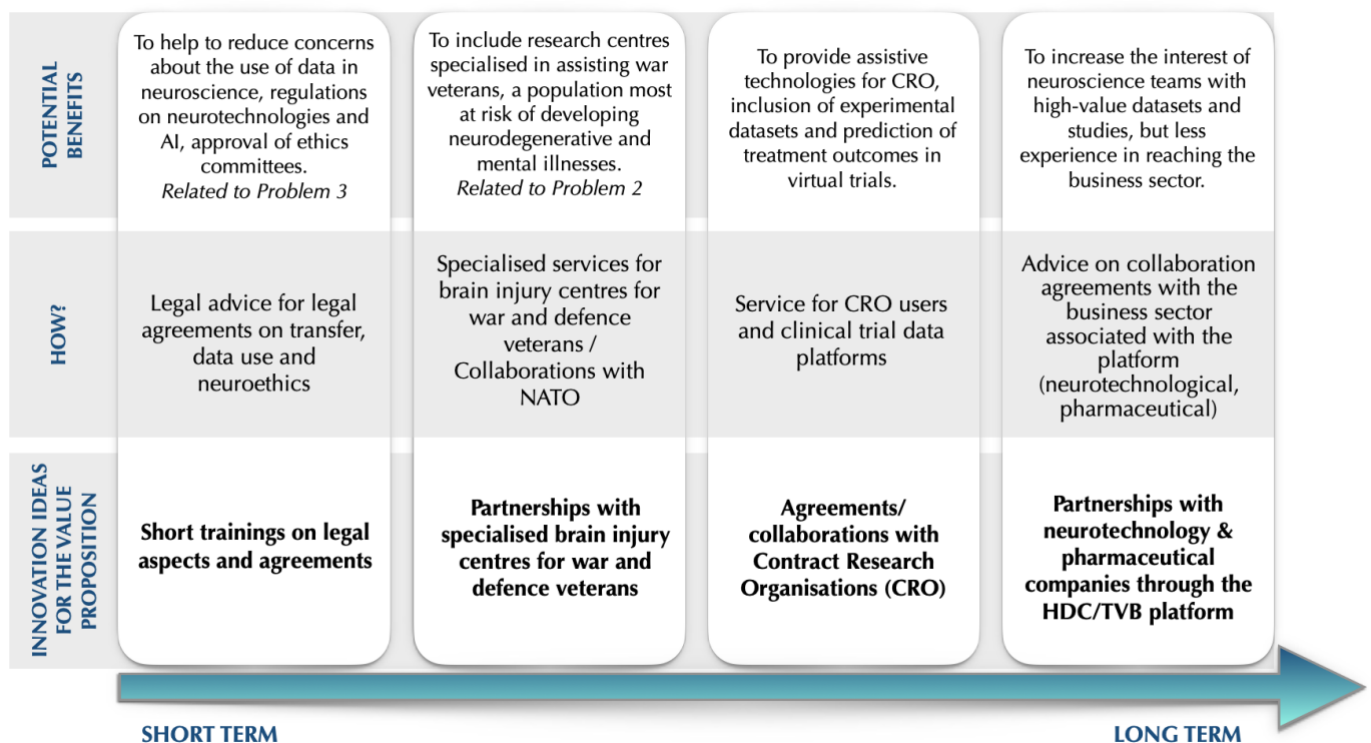 POTENTIAL
BENEFITS
To help to reduce concerns
about the use of data in
neuroscience, regulations
on neurotechnologies and
AI, approval of ethics
committees.
Related to Problem 3
To include research centres
specialised in assisting war
veterans, a population most
at risk of developing
neurodegenerative and
mental illnesses.
Related to Problem 2
To provide assistive
technologies for CRO,
inclusion of experimental
datasets and prediction of
treatment outcomes in
virtual trials.
To increase the interest of
neuroscience teams with
high-value datasets and
studies, but less
experience in reaching the
business sector.
HOW?
Legal advice for legal
agreements on transfer,
data use and
neuroethics
Specialised services for
brain injury centres for
war and defence
veterans /
Collaborations with
NATO
Service for CRO users
and clinical trial data
platforms
Advice on collaboration
agreements with the
business sector
associated with the
platform
(neurotechnological,
pharmaceutical)
INNOVATION IDEAS
FOR THE VALUE
PROPOSITION
Short trainings on legal
aspects and agreements
Partnerships with
specialised brain injury
centres for war and
defence veterans
Agreements/
collaborations with
Contract Research
Organisations (CRO)
Partnerships with
neurotechnology &
pharmaceutical
companies through the
HDC/TVB platform
SHORT TERM
LONG TERM